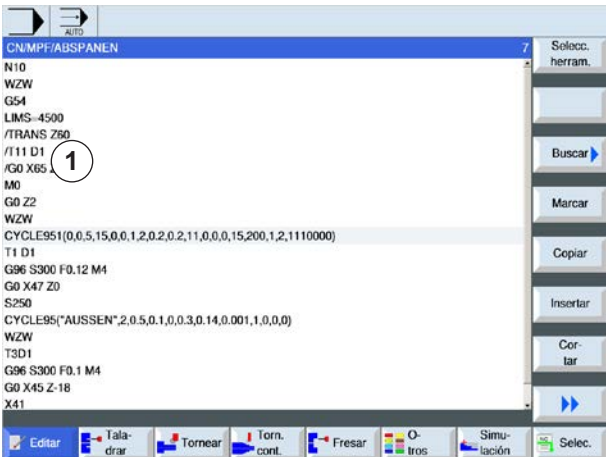 AUTO
CN/MPF/ABSPANEN 7
N10
WZW
G54
LIMS=4500
/TRANS Z60
/T11 D1
/G0 X65
1
M0
G0 Z2
WZW
CYCLE951(0,0,5,15,0,0,1,2,0.2,0.2,11,0,0,0,15,200,1,2,1110000)
T1 D1
G96 S300 F0.12 M4
G0 X47 Z0
S250
CYCLE95("AUSSEN",2,0.5,0.1,0,0.3,0.14,0.001,1,0,0,0)
WZW
T3D1
G96 S300 F0.1 M4
G0 X45 Z-18
X41
Selecc.
herram.
Buscar
Marcar
Copiar
Insertar
Cor-
tar
Editar
Tala-
drar
Tornear
Torn.
cont.
Fresar
O-
tros
Simu-
lación
Selec.